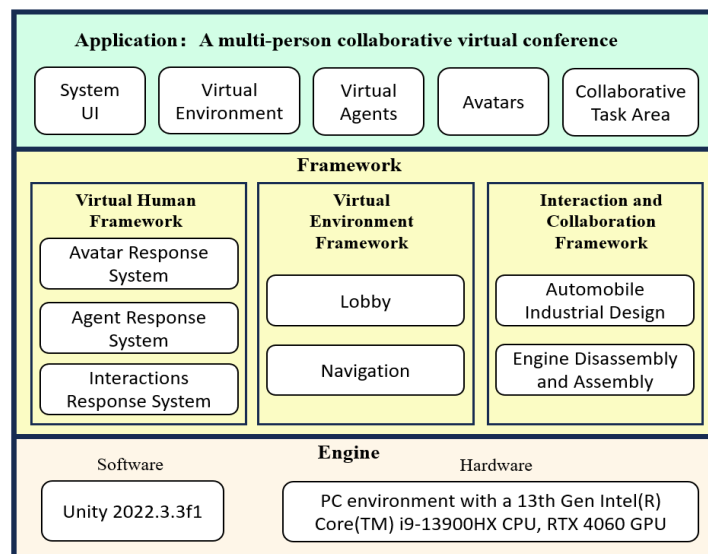 Application：A multi-person collaborative virtual conference
System
UI
Virtual
Environment
Virtual
Agents
Avatars
Collaborative
Task Area
Framework
Virtual Human
Framework
Avatar Response
System
Agent Response
System
Interactions
Response System
Virtual
Environment
Framework
Lobby
Navigation
Interaction and
Collaboration
Framework
Automobile
Industrial Design
Engine Disassembly
and Assembly
Engine
Software
Unity 2022.3.3f1
Hardware
PC environment with a 13th Gen Intel(R)
Core(TM) i9-13900HX CPU, RTX 4060 GPU